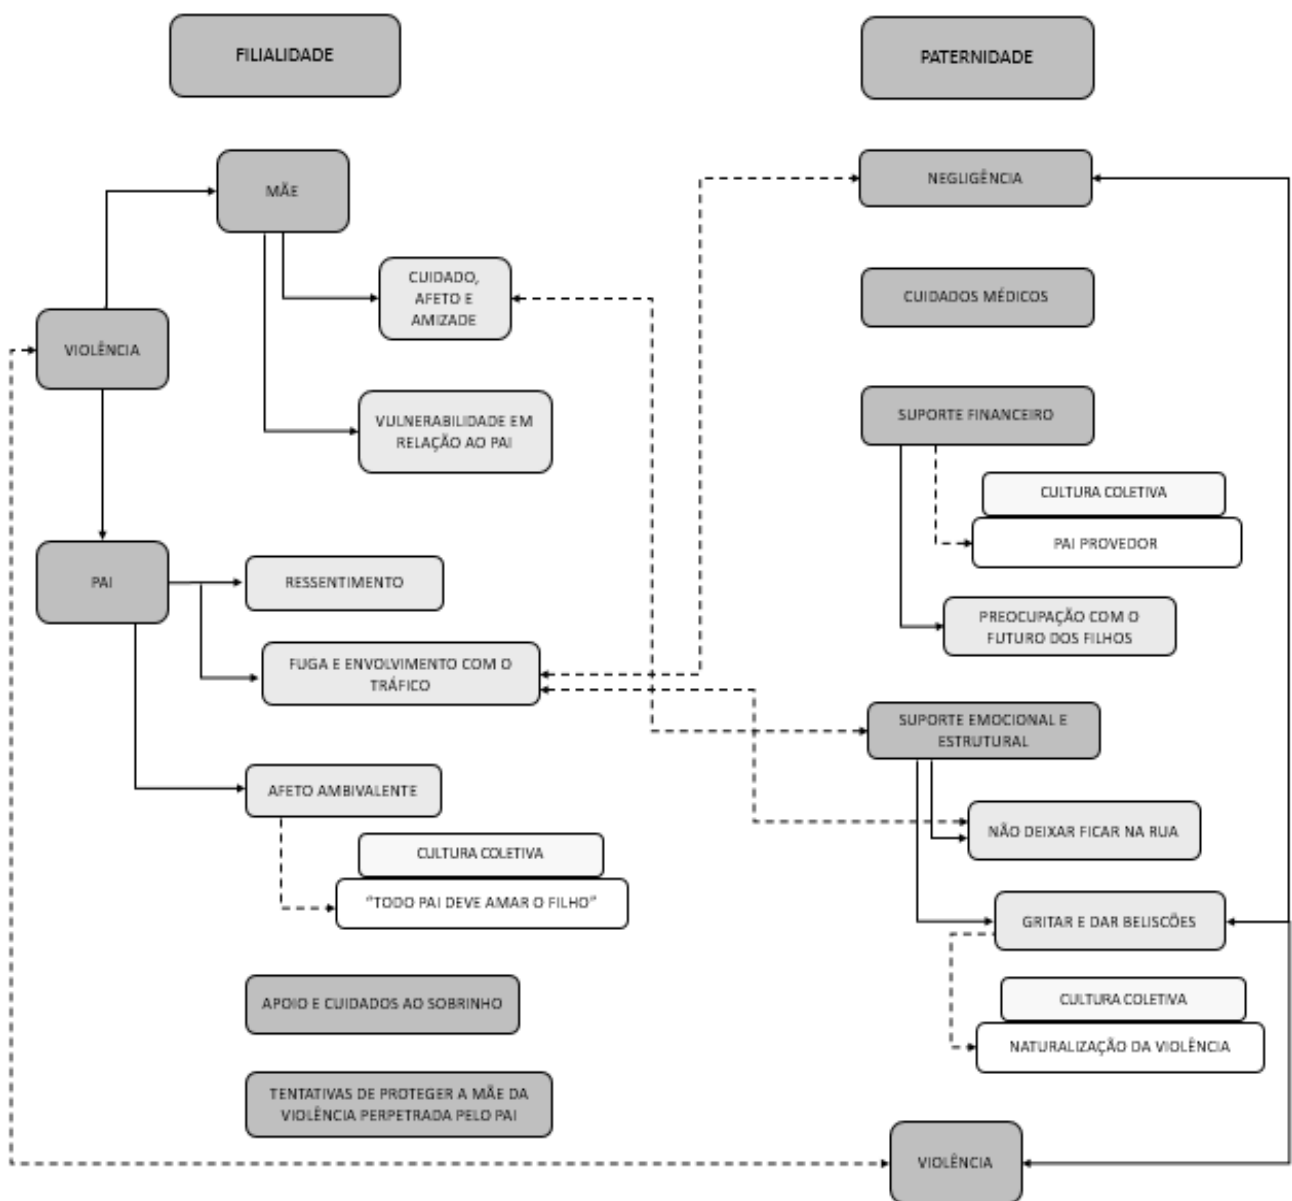 FILIALIDADE
MÃE
CUIDADO,
AFETO E
AMIZADE
VIOLÊNCIA
VULNERABILIDADE EM
RELAÇÃO AO PAI
PAI
RESSENTIMENTO
FUGA E ENVOLVIMENTO COM O
TRÁFICO
AFETO AMBIVALENTE
CULTURA COLETIVA
“TODO PAI DEVE AMAR O FILHO”
APOIO E CUIDADOS AO SOBRINHO
TENTATIVAS DE PROTEGER A MÃE DA
VIOLÊNCIA PERPETRADA PELO PAI
PATERNIDADE
NEGLIGÊNCIA
CUIDADOS MÉDICOS
SUPORTE FINANCEIRO
CULTURA COLETIVA
PAI PROVEDOR
PREOCUPAÇÃO COM O
FUTURO DOS FILHOS
SUPORTE EMOCIONAL E
ESTRUTURAL
NÃO DEIXAR FICAR NA RUA
GRITAR E DAR BELISCÕES
CULTURA COLETIVA
NATURALIZAÇÃO DA VIOLÊNCIA
VIOLÊNCIA